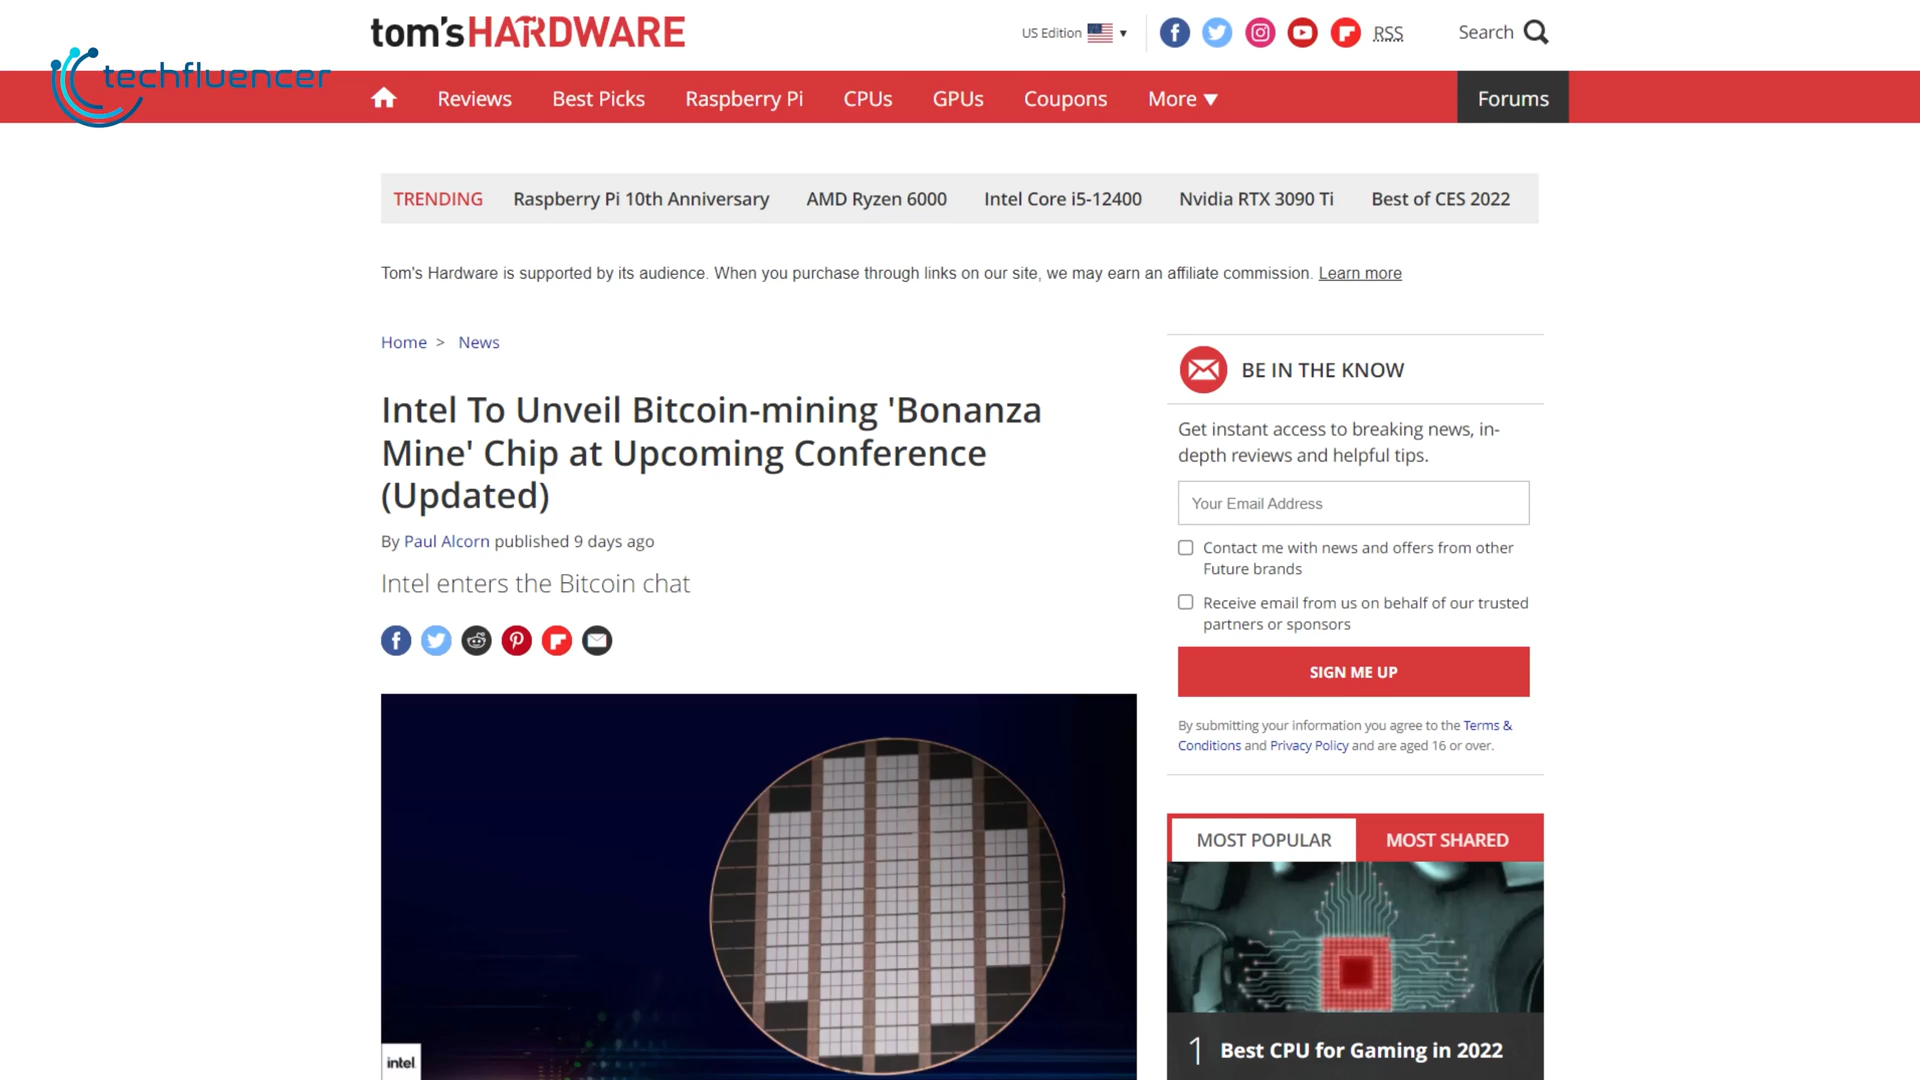 tom's HARDWARE
US Edition
RSS
Search
techfluencer
Reviews
Best Picks
Raspberry Pi
CPUs
GPUs
Coupons
More
Forums
TRENDING
Raspberry Pi 10th Anniversary
AMD Ryzen 6000
Intel Core i5-12400
Nvidia RTX 3090 Ti
Best of CES 2022
Tom's Hardware is supported by its audience. When you purchase through links on our site, we may earn an affiliate commission. Learn more
Home > News
Intel To Unveil Bitcoin-mining 'Bonanza
Mine' Chip at Upcoming Conference
(Updated)
By Paul Alcorn published 9 days ago
Intel enters the Bitcoin chat
intel
BE IN THE KNOW
Get instant access to breaking news, in-
depth reviews and helpful tips.
Your Email Address
Contact me with news and offers from other
Future brands
Receive email from us on behalf of our trusted
partners or sponsors
SIGN ME UP
By submitting your information you agree to the Terms &
Conditions and Privacy Policy and are aged 16 or over.
MOST POPULAR
MOST SHARED
1 Best CPU for Gaming in 2022